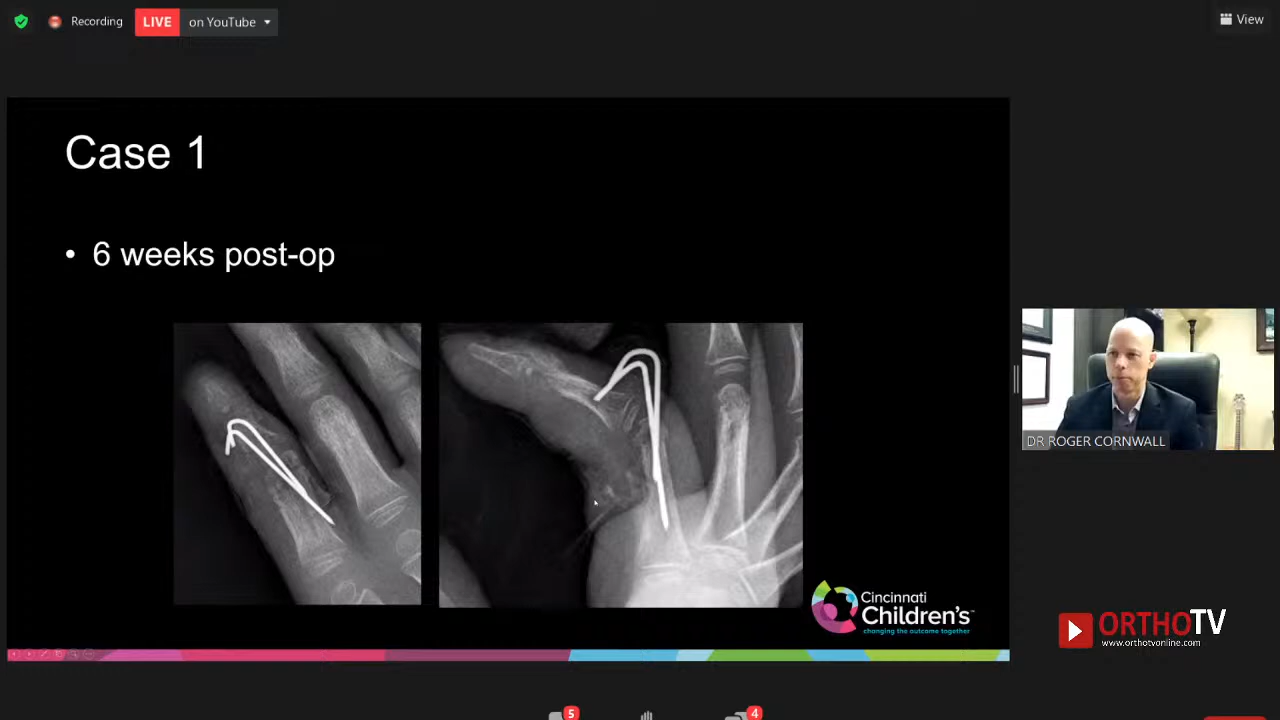 Recording
LIVE on YouTube
View
Case 1
• 6 weeks post-op
DR ROGER CORNWALL
Cincinnati
Children's™
changing the outcome together
ORTHOTV
www.orthotvonline.com
5
4